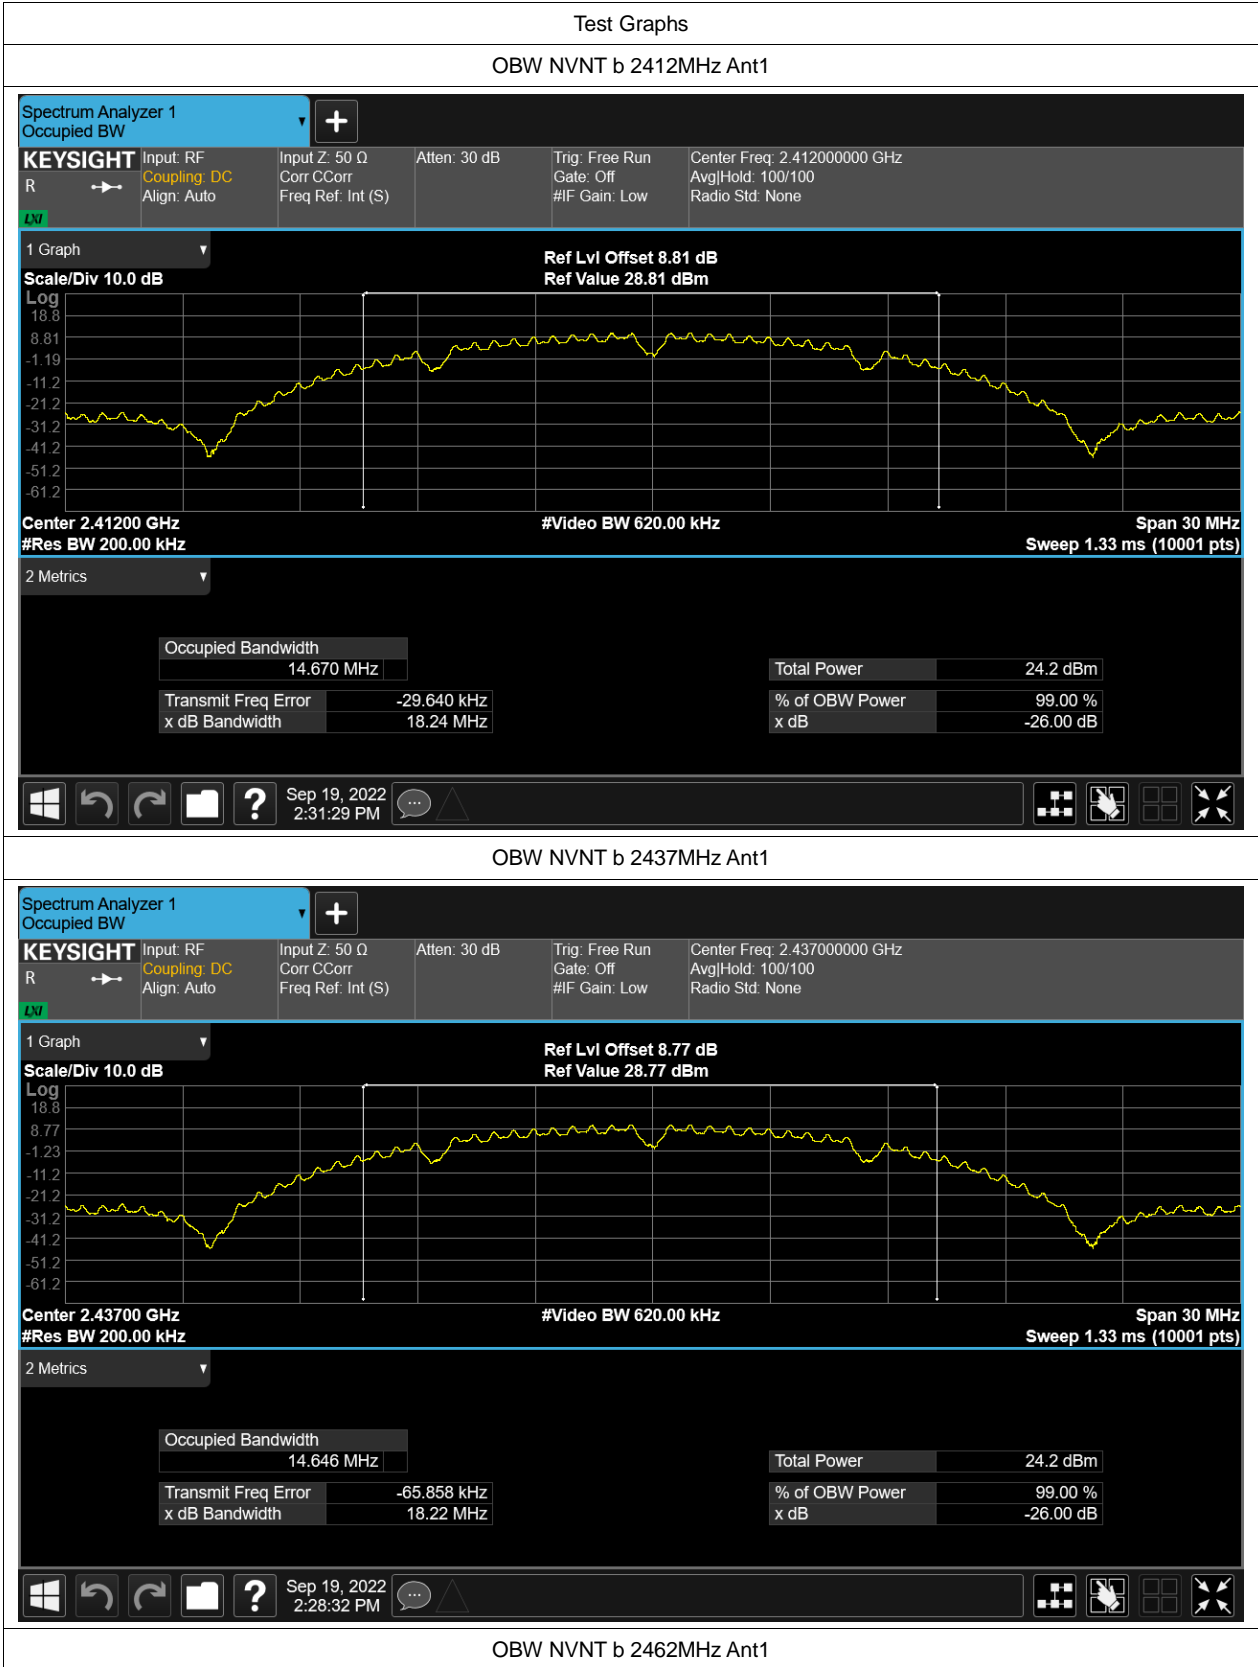 Test Graphs
OBW NVNT b 2412MHz Ant1
Spectrum Analyzer 1
Occupied BW
KEYSIGHT
R
LXI
Input: RF
Coupling: DC
Align: Auto
Input Z: 50 Ω
Corr CCorr
Freq Ref: Int (S)
Atten: 30 dB
Trig: Free Run
Gate: Off
#IF Gain: Low
Center Freq: 2.412000000 GHz
Avg|Hold: 100/100
Radio Std: None
1 Graph
Scale/Div 10.0 dB
Ref Lvl Offset 8.81 dB
Ref Value 28.81 dBm
Log
18.8
8.81
-1.19
-11.2
-21.2
-31.2
-41.2
-51.2
-61.2
Center 2.41200 GHz
#Res BW 200.00 kHz
#Video BW 620.00 kHz
Span 30 MHz
Sweep 1.33 ms (10001 pts)
2 Metrics
Occupied Bandwidth
14.670 MHz
Transmit Freq Error -29.640 kHz
x dB Bandwidth 18.24 MHz
Total Power 24.2 dBm
% of OBW Power 99.00 %
x dB -26.00 dB
?
Sep 19, 2022
2:31:29 PM
OBW NVNT b 2437MHz Ant1
Spectrum Analyzer 1
Occupied BW
KEYSIGHT
R
LXI
Input: RF
Coupling: DC
Align: Auto
Input Z: 50 Ω
Corr CCorr
Freq Ref: Int (S)
Atten: 30 dB
Trig: Free Run
Gate: Off
#IF Gain: Low
Center Freq: 2.437000000 GHz
Avg|Hold: 100/100
Radio Std: None
1 Graph
Scale/Div 10.0 dB
Ref Lvl Offset 8.77 dB
Ref Value 28.77 dBm
Log
18.8
8.77
-1.23
-11.2
-21.2
-31.2
-41.2
-51.2
-61.2
Center 2.43700 GHz
#Res BW 200.00 kHz
#Video BW 620.00 kHz
Span 30 MHz
Sweep 1.33 ms (10001 pts)
2 Metrics
Occupied Bandwidth
14.646 MHz
Transmit Freq Error -65.858 kHz
x dB Bandwidth 18.22 MHz
Total Power 24.2 dBm
% of OBW Power 99.00 %
x dB -26.00 dB
?
Sep 19, 2022
2:28:32 PM
OBW NVNT b 2462MHz Ant1